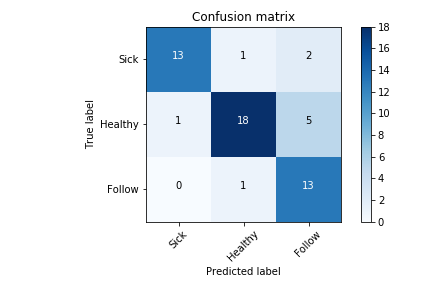 Confusion matrix
Sick 13 1 2
Healthy 1 18 5
Follow 0 1 13
Sick Healthy Follow
True label
Predicted label
18
16
14
12
10
8
6
4
2
0